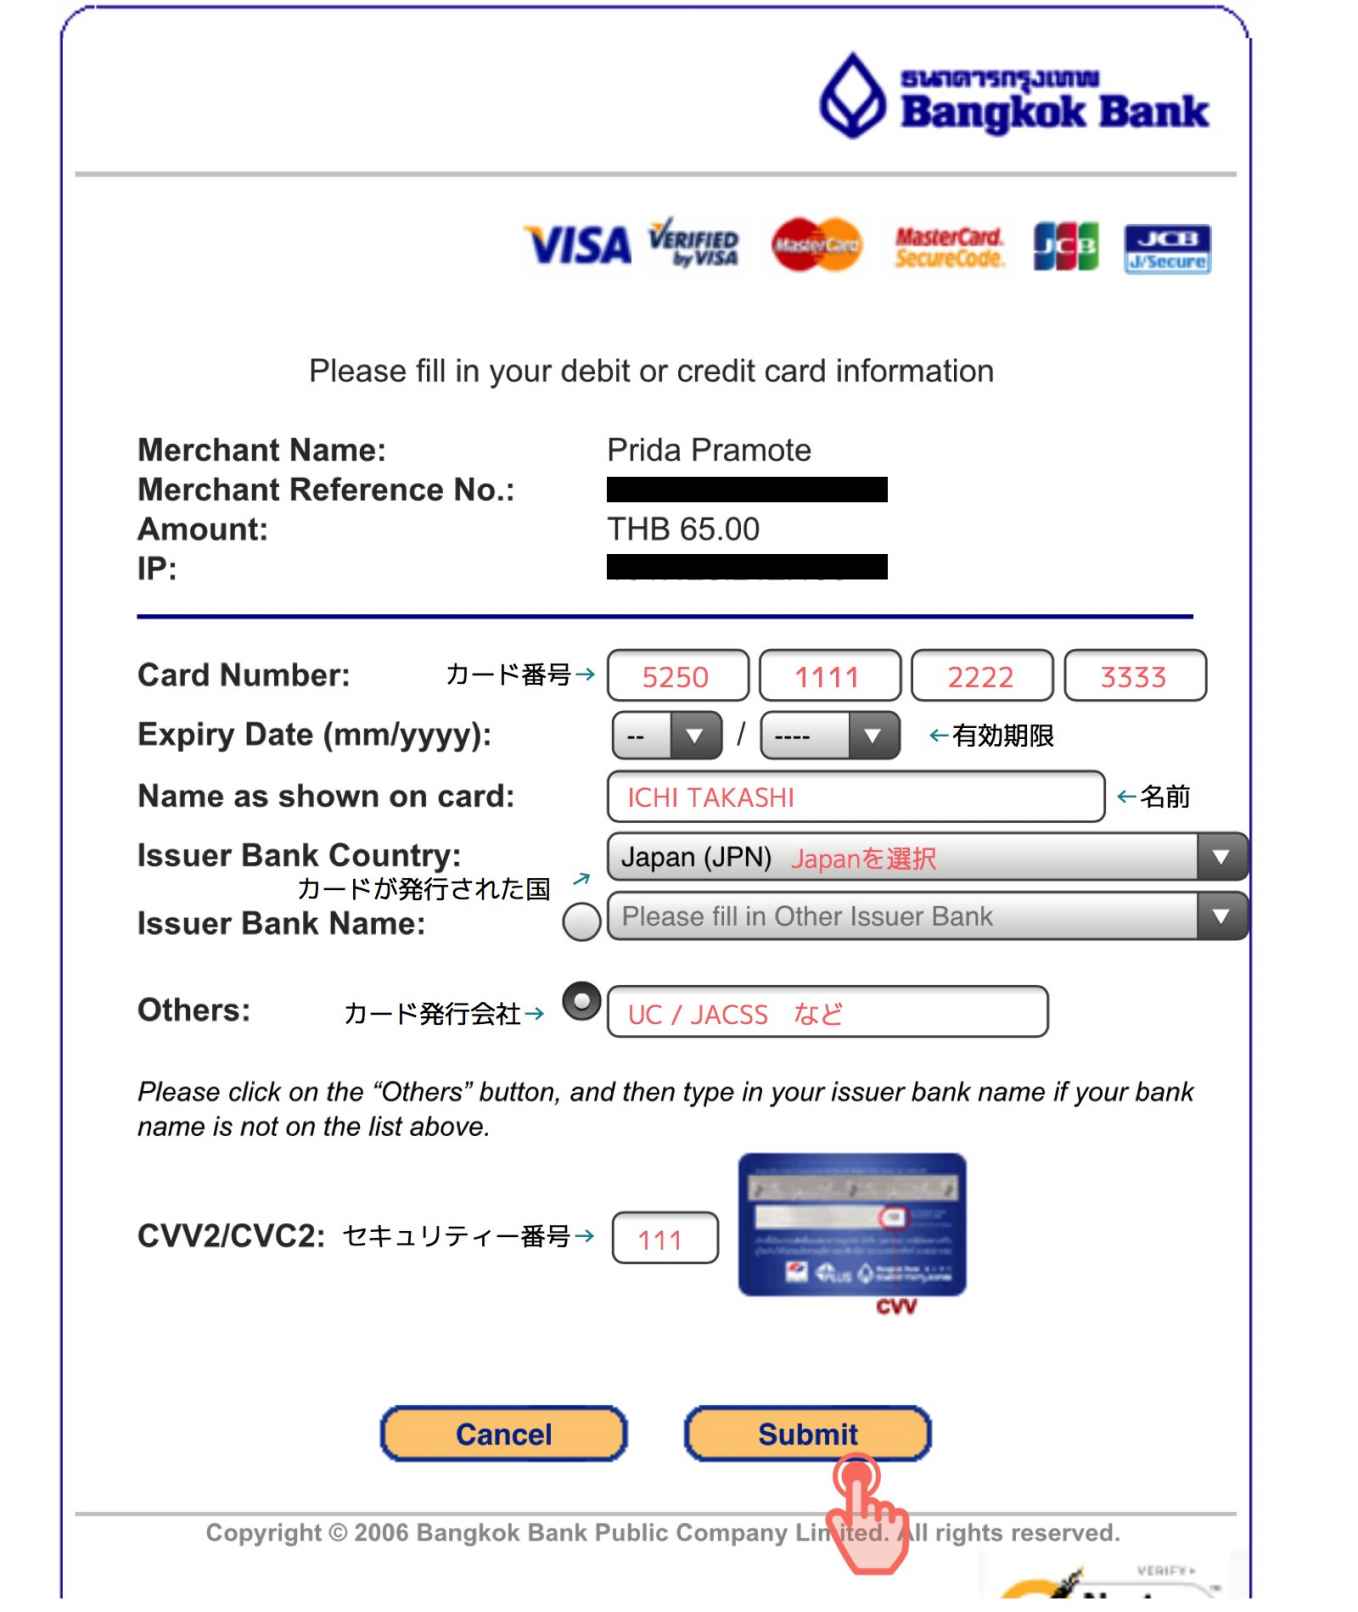 ธนาคารกรุงเทพ
Bangkok Bank
VISA VERIFIED by VISA MasterCard MasterCard. SecureCode. JCB JCB J/Secure
Please fill in your debit or credit card information
Merchant Name: Prida Pramote
Merchant Reference No.:
Amount: THB 65.00
IP:
Card Number: カード番号→ 5250 1111 2222 3333
Expiry Date (mm/yyyy): -- / ---- ←有効期限
Name as shown on card: ICHI TAKASHI ←名前
Issuer Bank Country: Japan (JPN) Japanを選択
カードが発行された国 ↗
Issuer Bank Name: Please fill in Other Issuer Bank
Others: カード発行会社→ UC / JACSS など
Please click on the “Others” button, and then type in your issuer bank name if your bank
name is not on the list above.
CVV2/CVC2: セキュリティー番号→ 111
PLUS
CVV
Cancel Submit
Copyright © 2006 Bangkok Bank Public Company Limited. All rights reserved.
VERIFY▸